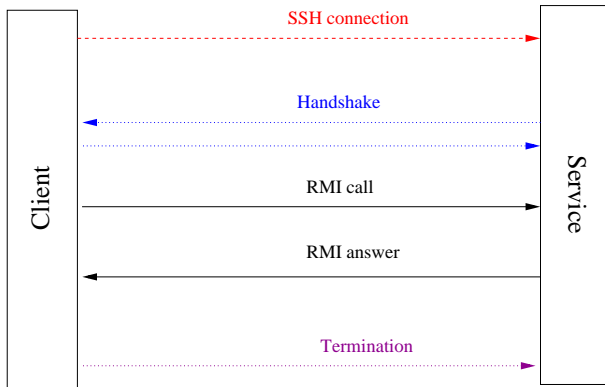 SSH connection
Handshake
Client
Service
RMI call
RMI answer
Termination